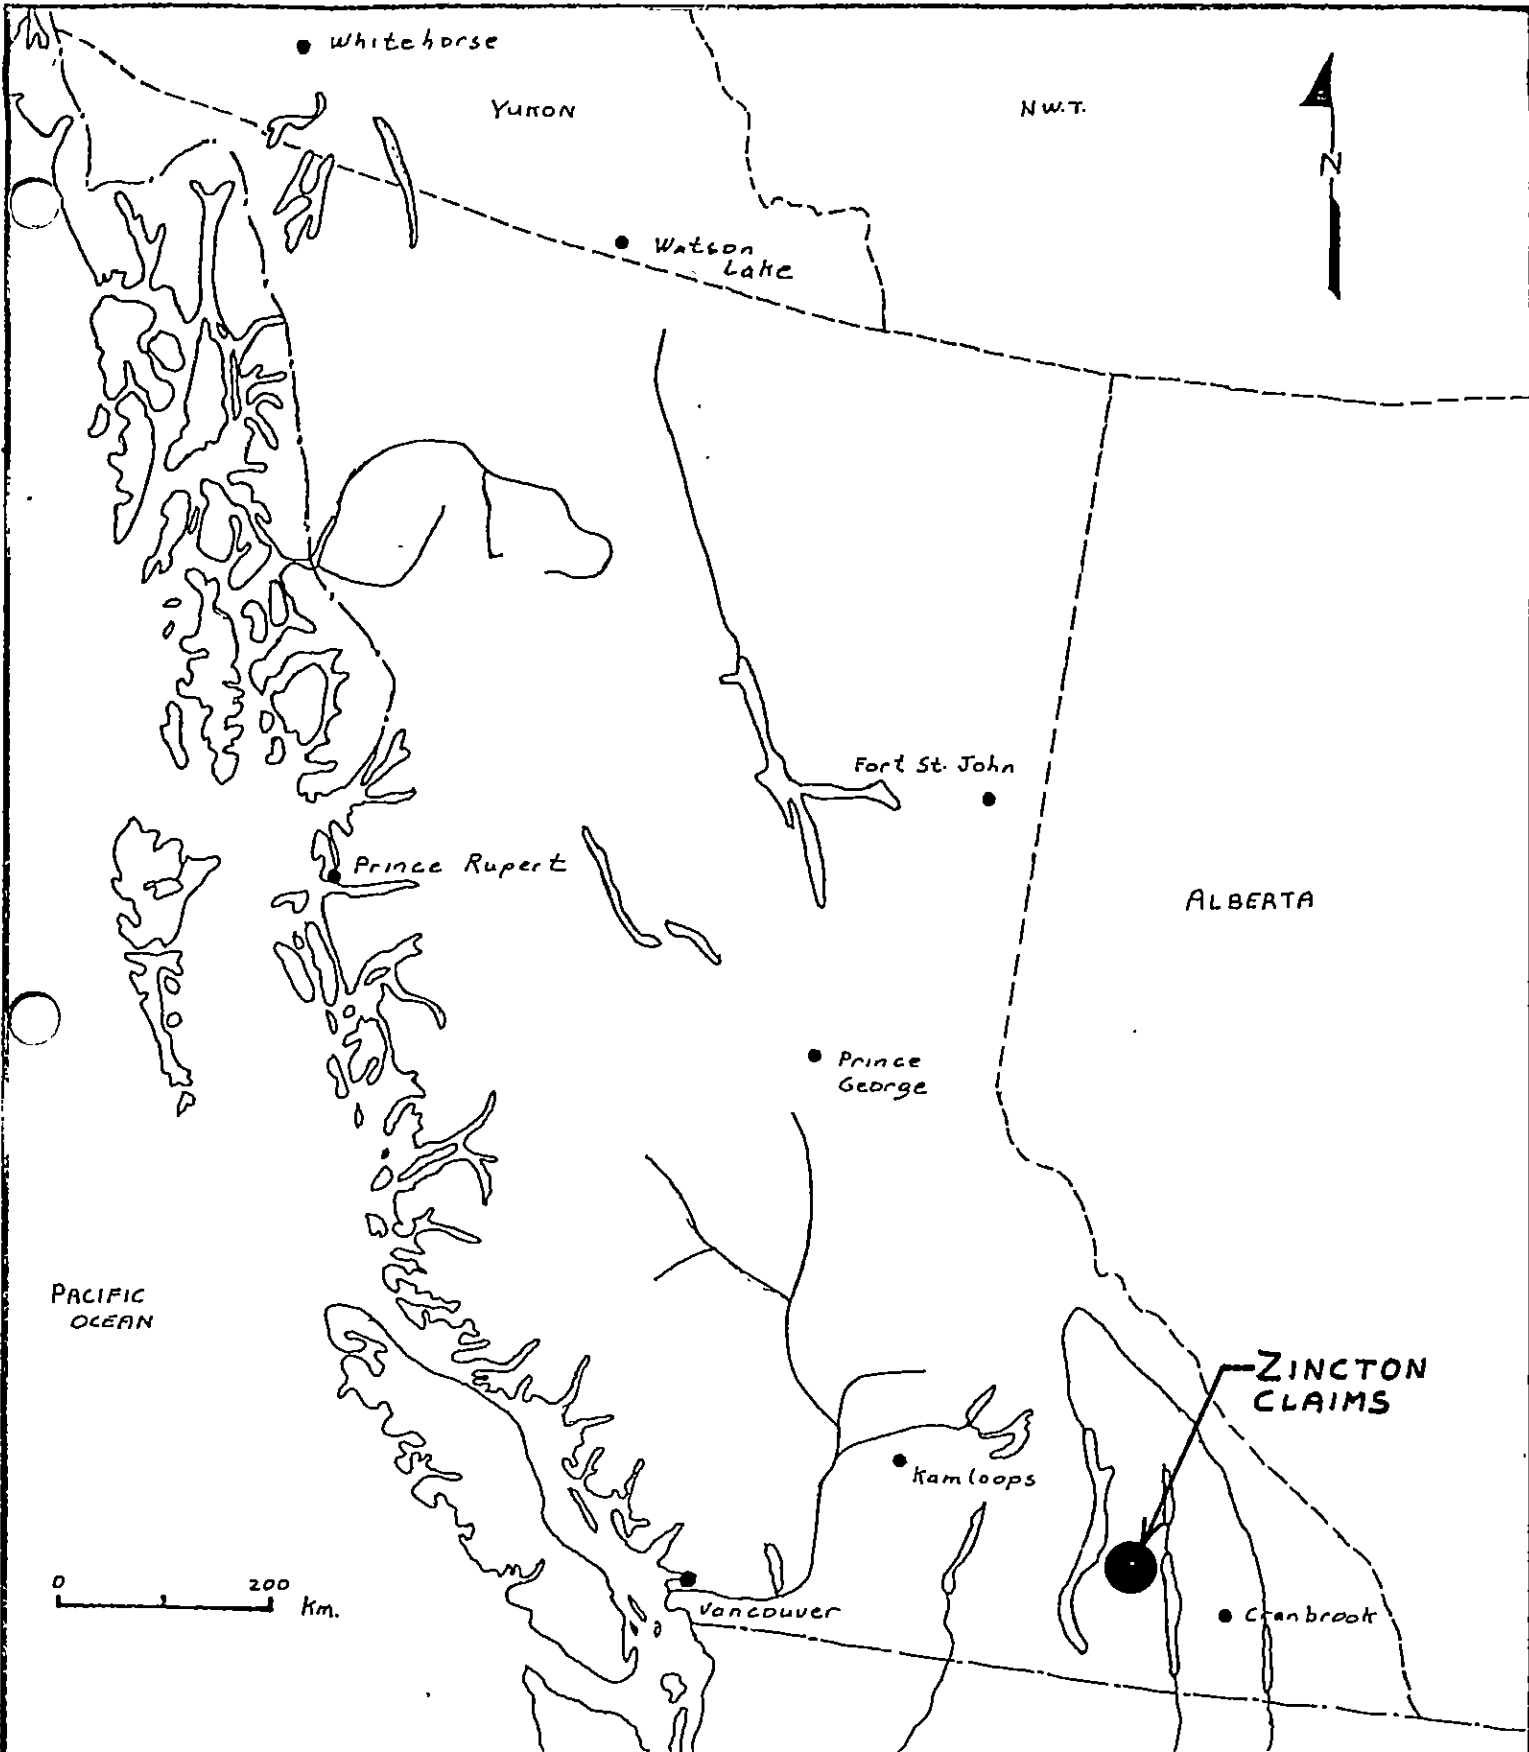 Whitehorse
YUKON
N.W.T.
N
Watson
Lake
Fort St. John
Prince Rupert
ALBERTA
Prince
George
PACIFIC
OCEAN
ZINCTON
CLAIMS
Kamloops
0 200 Km.
Vancouver
Cranbrook